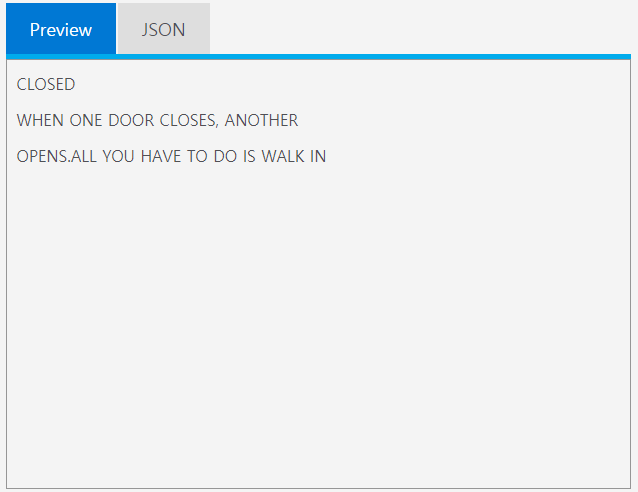 Preview JSON
CLOSED
WHEN ONE DOOR CLOSES, ANOTHER
OPENS.ALL YOU HAVE TO DO IS WALK IN